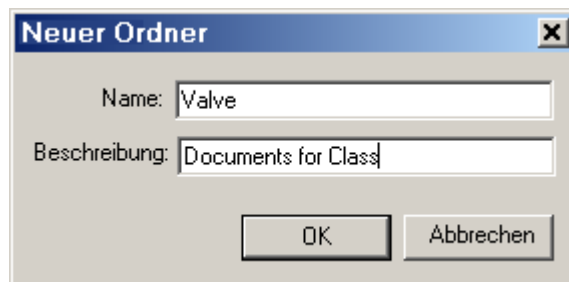 Neuer Ordner
Name: Valve
Beschreibung: Documents for Class
OK Abbrechen